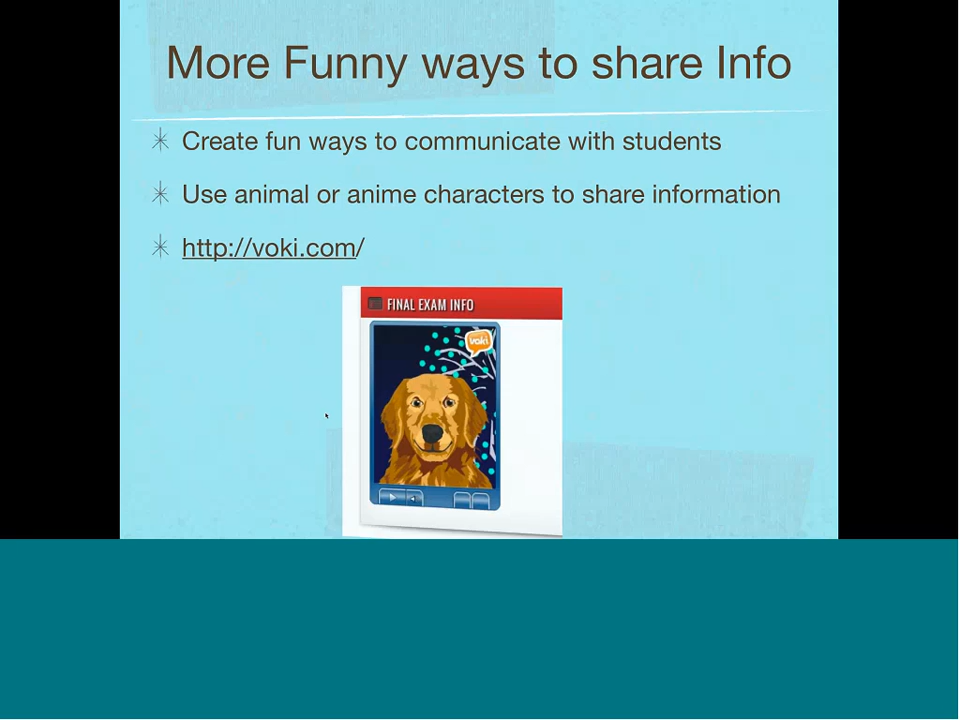 More Funny ways to share Info
Create fun ways to communicate with students
Use animal or anime characters to share information
http://voki.com/
FINAL EXAM INFO
voki